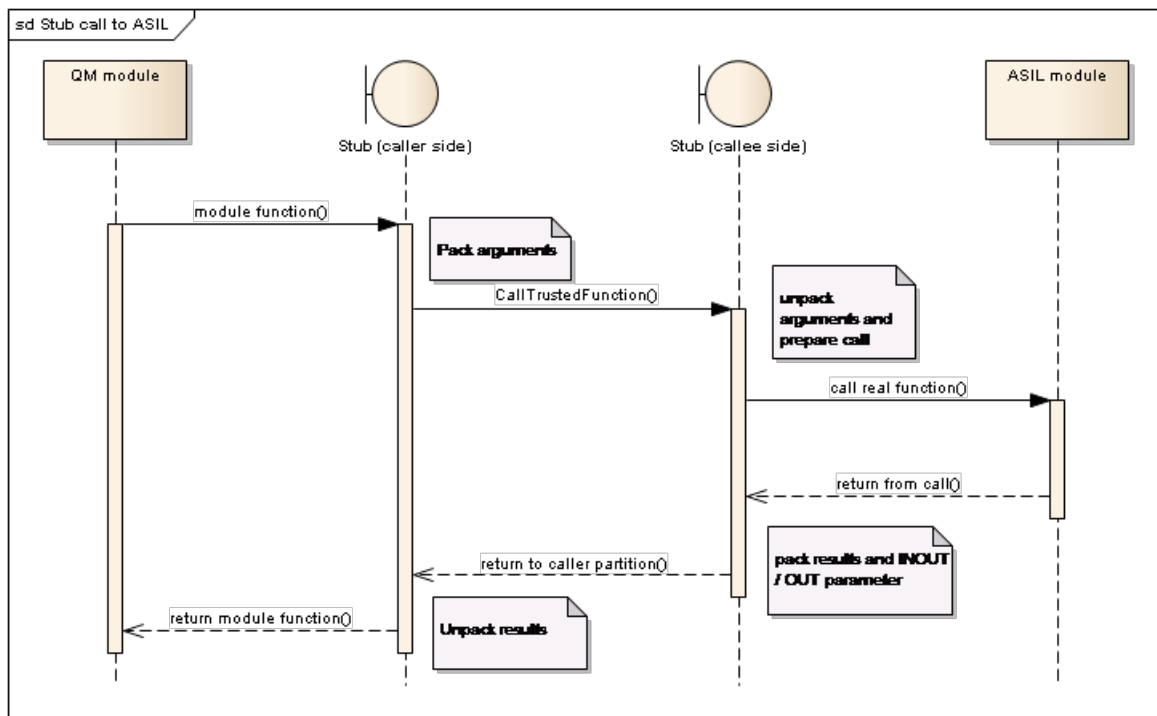 sd Stub call to ASIL
QM module
Stub (caller side)
Stub (callee side)
ASIL module
module function()
Pack arguments
CallTrustedFunction()
unpack
arguments and
prepare call
call real function()
return from call()
pack results and INOUT
/ OUT parameter
return to caller partition()
return module function()
Unpack results